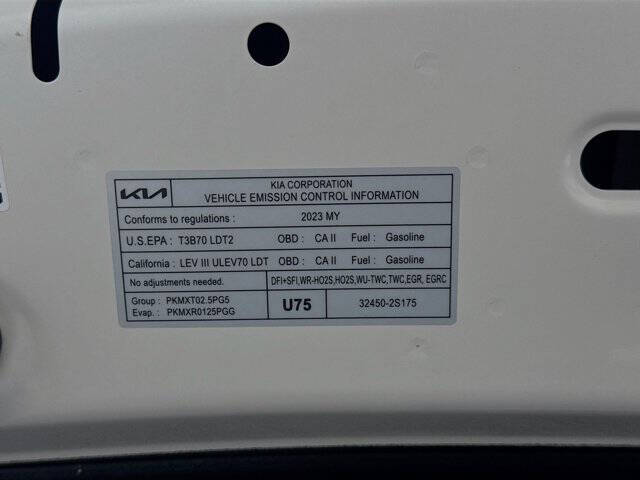 KIA
KIA CORPORATION
VEHICLE EMISSION CONTROL INFORMATION
Conforms to regulations : 2023 MY
U.S.EPA : T3B70 LDT2 OBD : CA II Fuel : Gasoline
California : LEV III ULEV70 LDT OBD : CA II Fuel : Gasoline
No adjustments needed. DFI+SFI,WR-HO2S,HO2S,WU-TWC,TWC,EGR, EGRC
Group : PKMXT02.5PG5
Evap. : PKMXR0125PGG
U75
32450-2S175